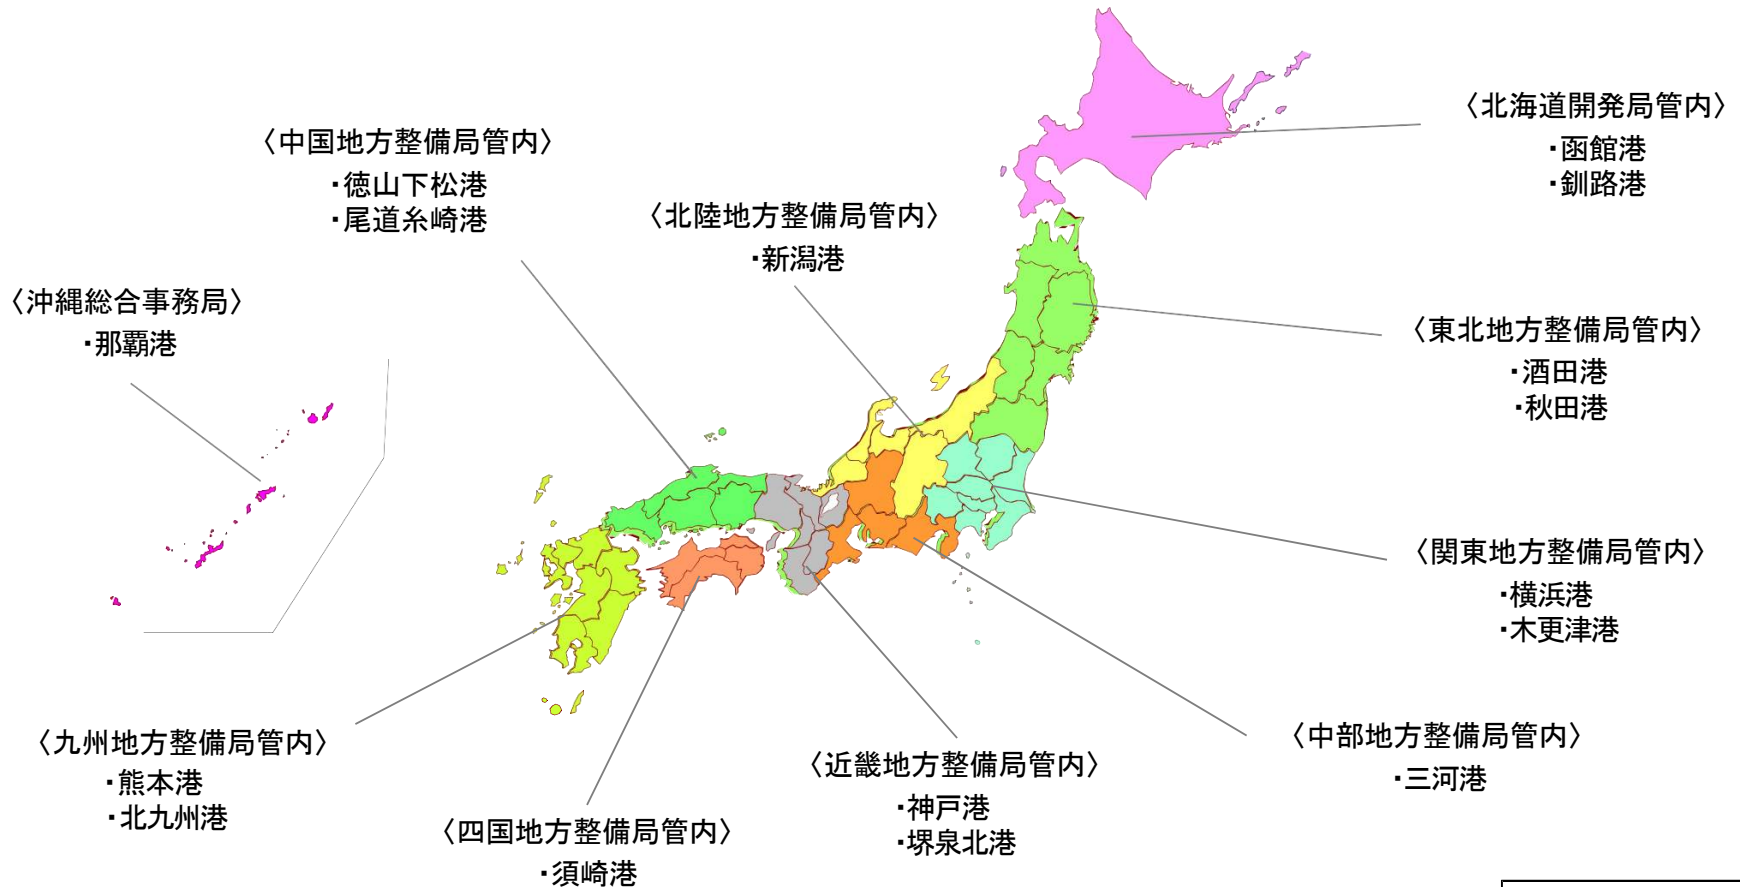 〈北海道開発局管内〉
・函館港
・釧路港
〈中国地方整備局管内〉
・徳山下松港
・尾道糸崎港
〈北陸地方整備局管内〉
・新潟港
〈沖縄総合事務局〉
・那覇港
〈東北地方整備局管内〉
・酒田港
・秋田港
〈関東地方整備局管内〉
・横浜港
・木更津港
〈中部地方整備局管内〉
・三河港
〈九州地方整備局管内〉
・熊本港
・北九州港
〈近畿地方整備局管内〉
・神戸港
・堺泉北港
〈四国地方整備局管内〉
・須崎港